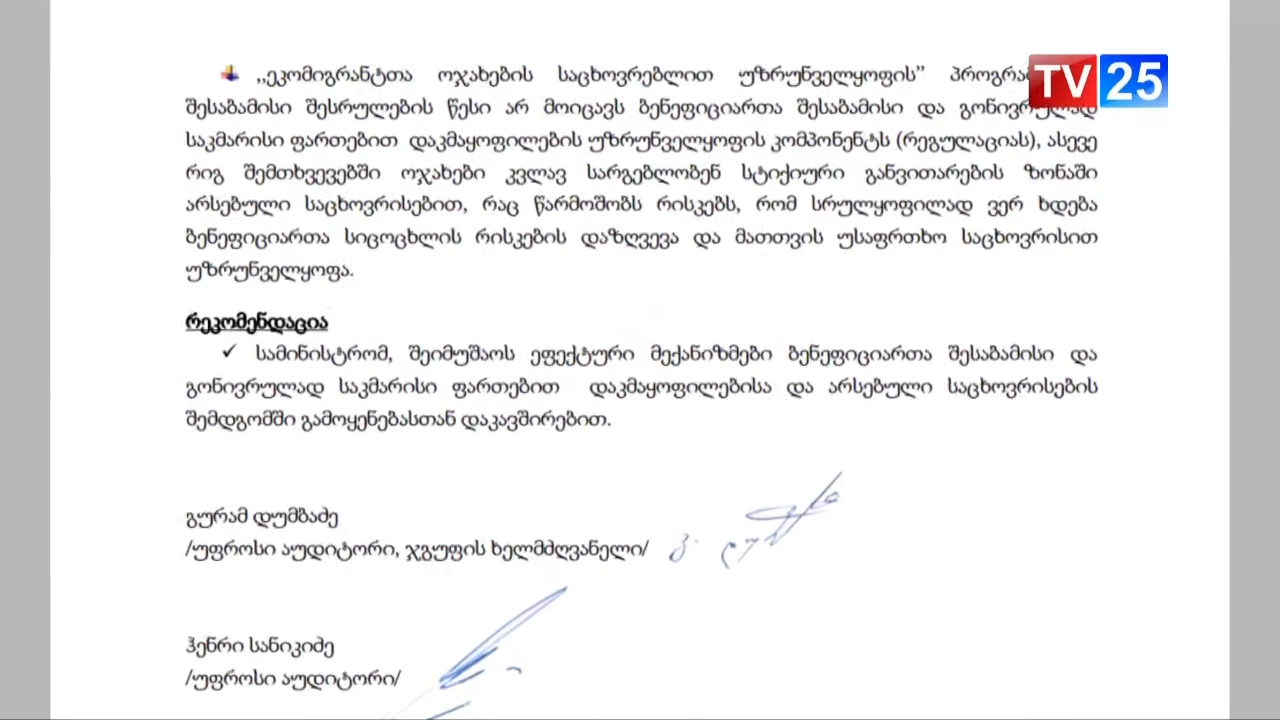 ,,ეკომიგრანტთა ოჯახების საცხოვრებლით უზრუნველყოფის”
TV 25
შესაბამისი შესრულების წესი არ მოიცავს ბენეფიციართა შესაბამისი და გონივრულად
საკმარისი ფართებით დაკმაყოფილების უზრუნველყოფის კომპონენტს (რეგულაციას), ასევე
რიგ შემთხვევებში ოჯახები კვლავ სარგებლობენ სტიქიური განვითარების ზონაში
არსებული საცხოვრისებით, რაც წარმოშობს რისკებს, რომ სრულყოფილად ვერ ხდება
ბენეფიციართა სიცოცხლის რისკების დაზღვევა და მათთვის უსაფრთხო საცხოვრისით
უზრუნველყოფა.
რეკომენდაცია
✓ სამინისტრომ, შეიმუშაოს ეფექტური მექანიზმები ბენეფიციართა შესაბამისი და
გონივრულად საკმარისი ფართებით დაკმაყოფილებისა და არსებული საცხოვრისების
შემდგომში გამოყენებასთან დაკავშირებით.
გურამ დუმბაძე
/უფროსი აუდიტორი, ჯგუფის ხელმძღვანელი/
ჰენრი სანიკიძე
/უფროსი აუდიტორი/